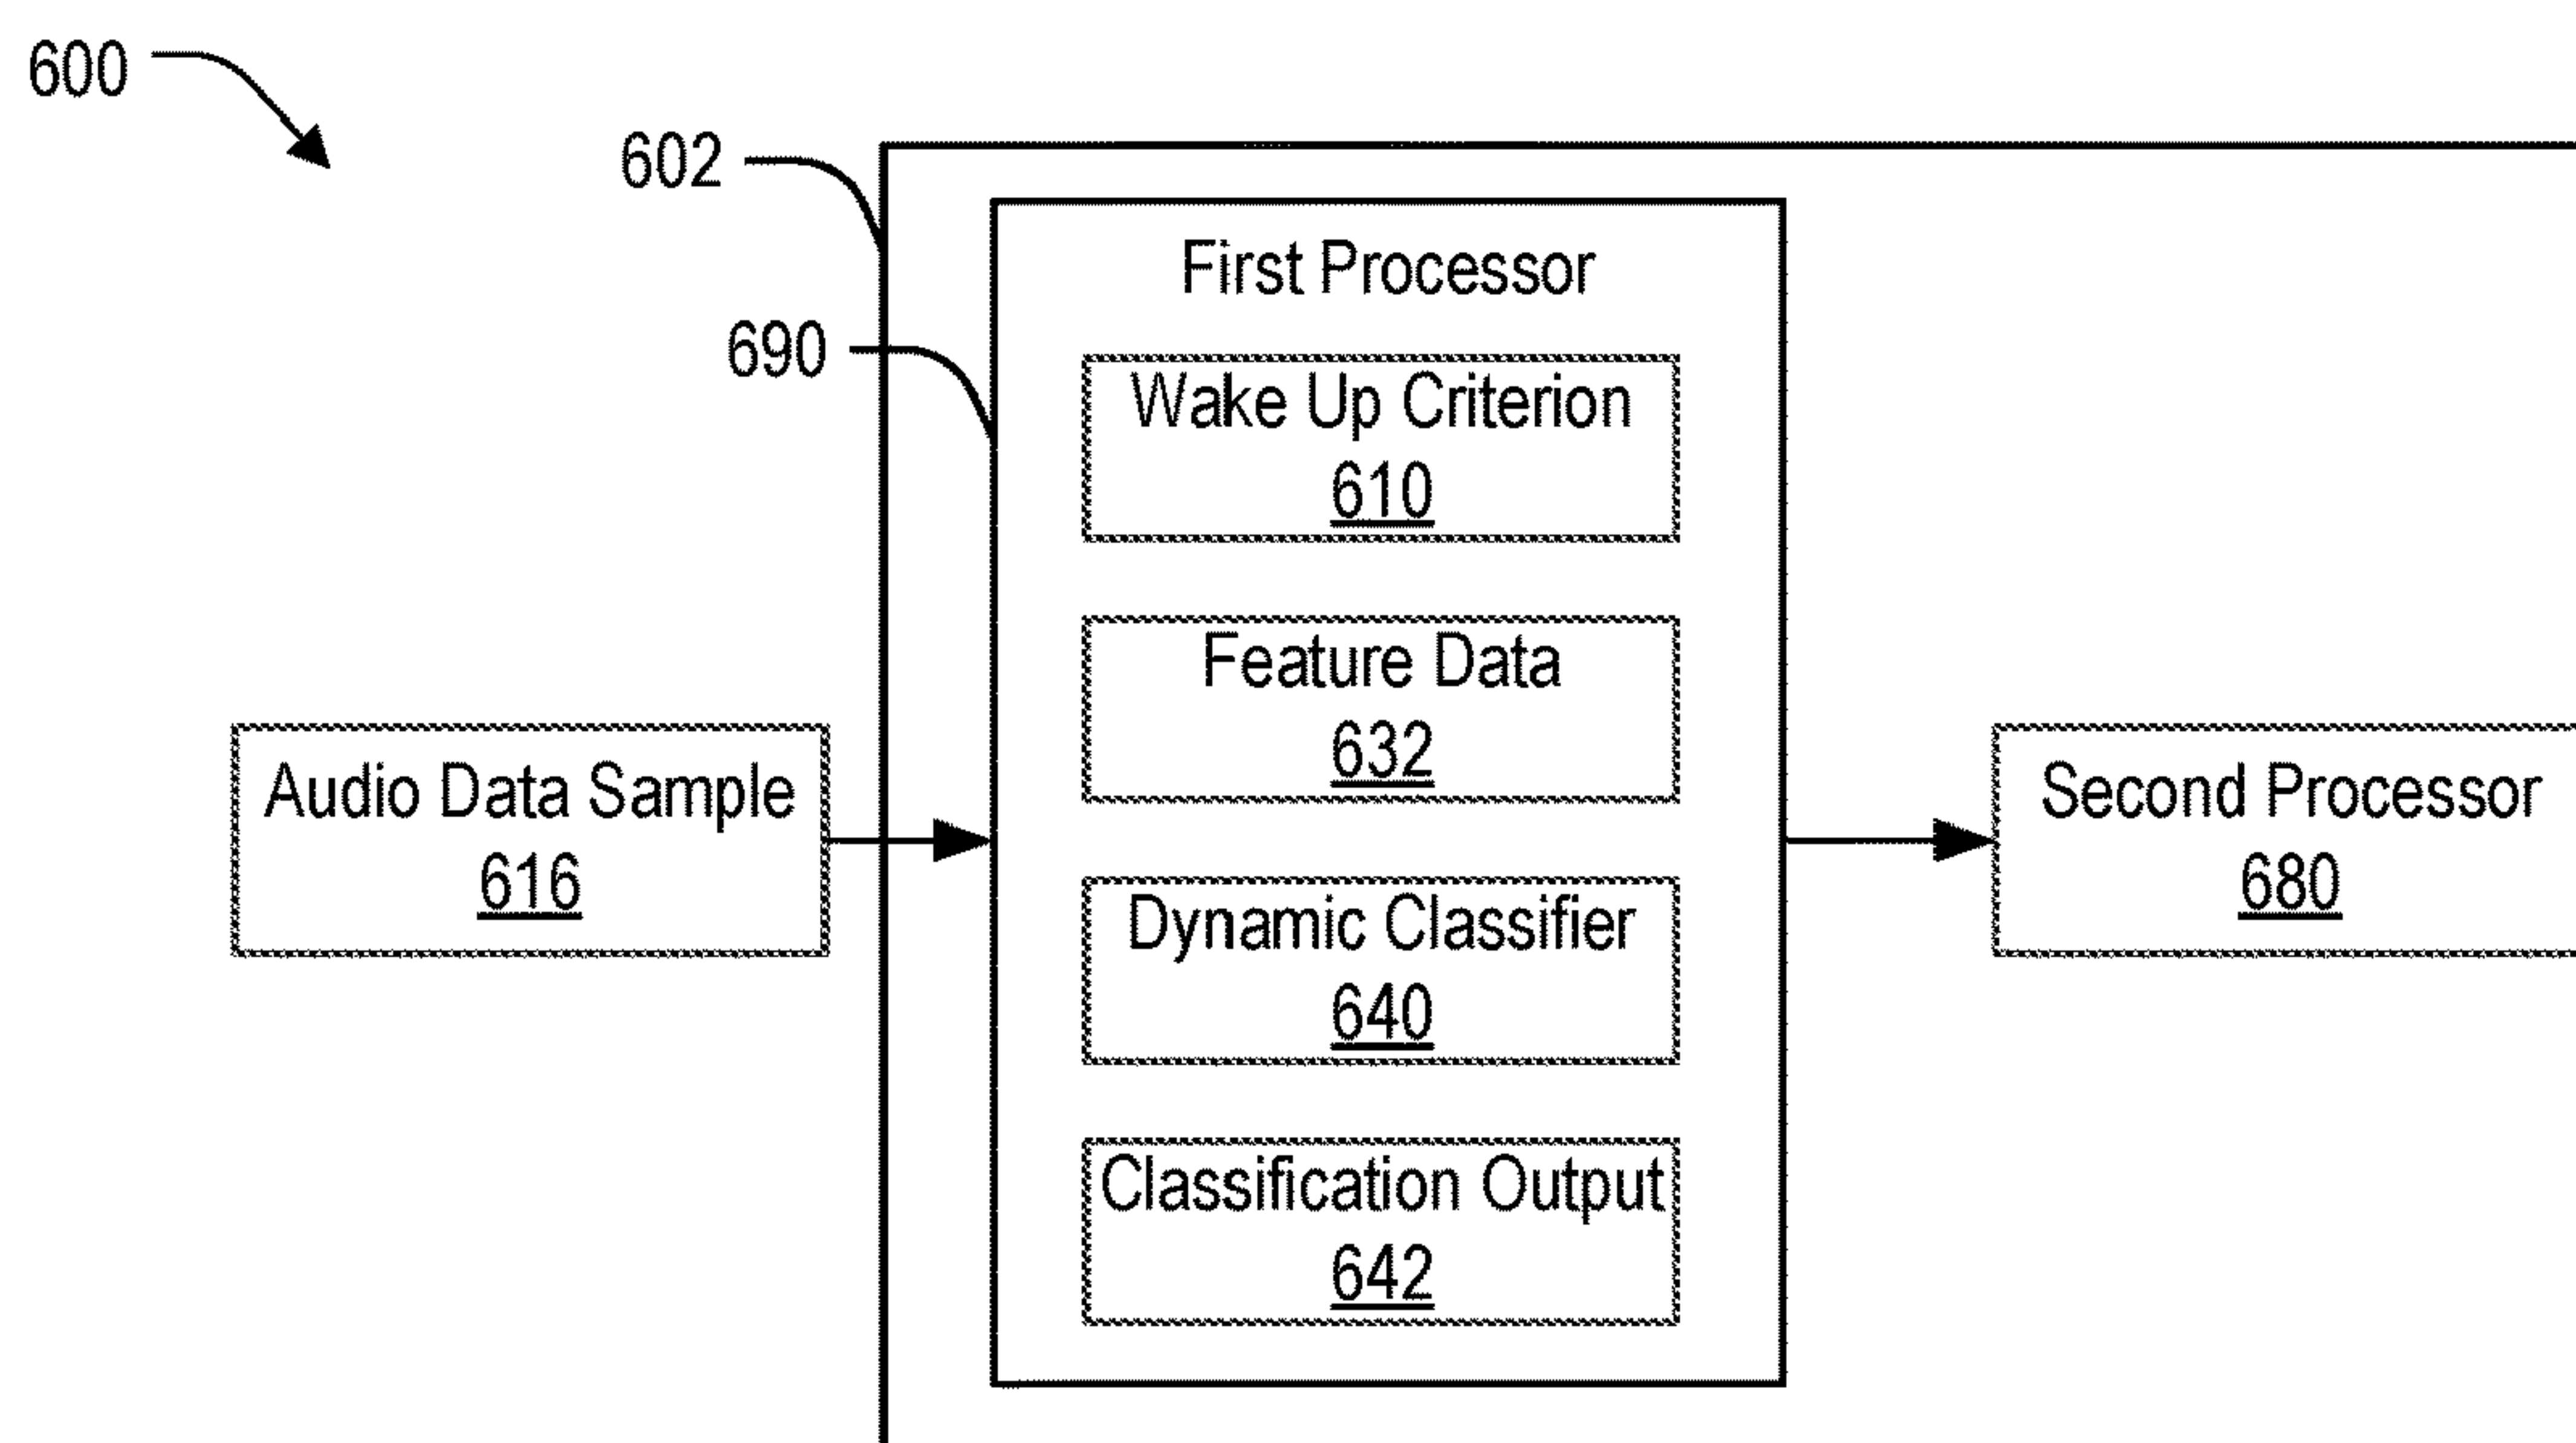 600
602
First Processor
690
Wake Up Criterion
610
Feature Data
632
Audio Data Sample
616
Second Processor
680
Dynamic Classifier
640
Classification Output
642